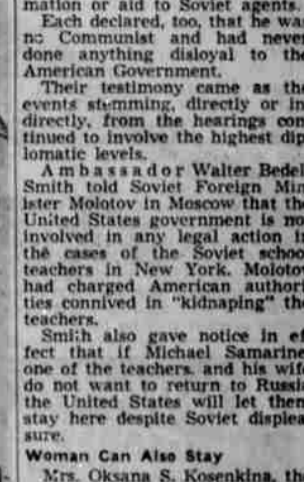 mation or aid to Soviet agents.
Each declared, too, that he wa
no Communist and had never
done anything disloyal to the
American Government.
Their testimony came as the
events stemming, directly or in
directly, from the hearings con
tinued to involve the highest dip
lomatic levels.
Ambassador Walter Bedel
Smith told Soviet Foreign Min
ister Molotov in Moscow that the
United States government is no
involved in any legal action in
the cases of the Soviet schoo
teachers in New York. Molotov
had charged American authori
ties connived in "kidnaping" the
teachers.
Smith also gave notice in ef
fect that if Michael Samarine
one of the teachers, and his wife
do not want to return to Russi
the United States will let them
stay here despite Soviet displea
sure.
Woman Can Also Stay
Mrs. Oksana S. Kosenkina, th